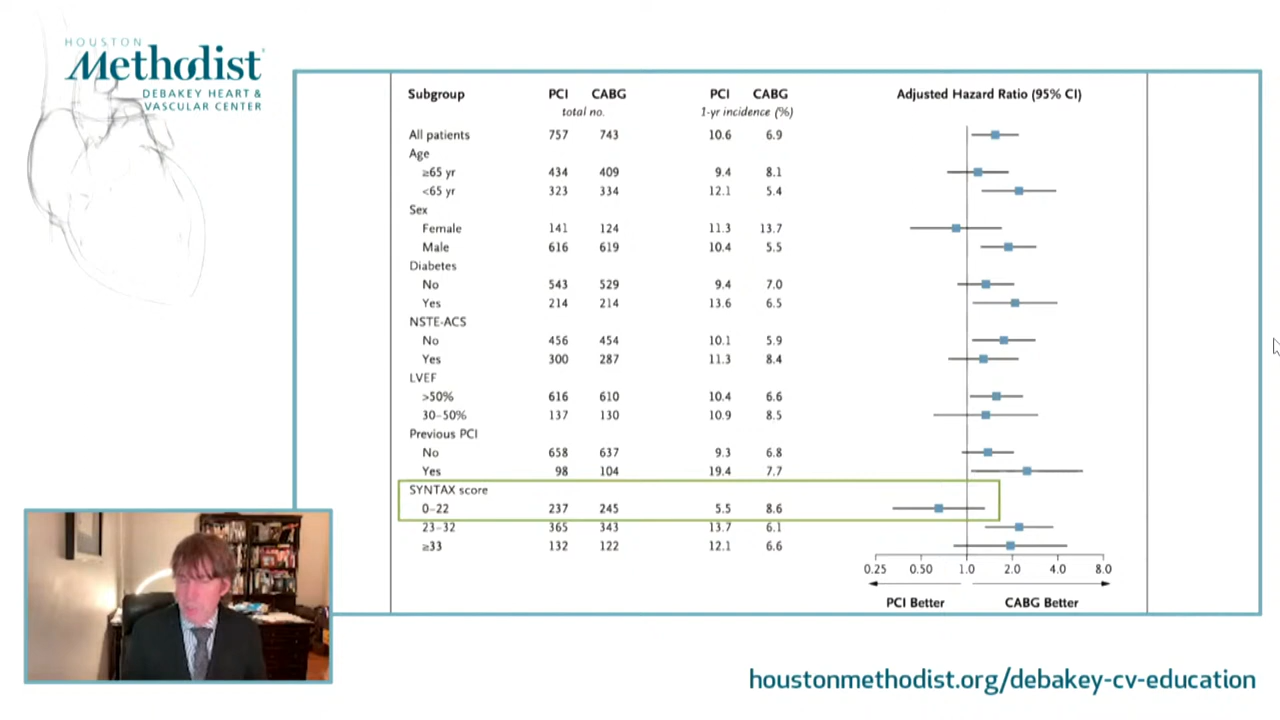 HOUSTON
Methodist
DEBAKEY HEART &
VASCULAR CENTER
Subgroup PCI CABG PCI CABG Adjusted Hazard Ratio (95% CI)
total no. 1-yr incidence (%)
All patients 757 743 10.6 6.9
Age
≥65 yr 434 409 9.4 8.1
<65 yr 323 334 12.1 5.4
Sex
Female 141 124 11.3 13.7
Male 616 619 10.4 5.5
Diabetes
No 543 529 9.4 7.0
Yes 214 214 13.6 6.5
NSTE-ACS
No 456 454 10.1 5.9
Yes 300 287 11.3 8.4
LVEF
>50% 616 610 10.4 6.6
30–50% 137 130 10.9 8.5
Previous PCI
No 658 637 9.3 6.8
Yes 98 104 19.4 7.7
SYNTAX score
0–22 237 245 5.5 8.6
23–32 365 343 13.7 6.1
≥33 132 122 12.1 6.6
0.25 0.50 1.0 2.0 4.0 8.0
PCI Better CABG Better
houstonmethodist.org/debakey-cv-education